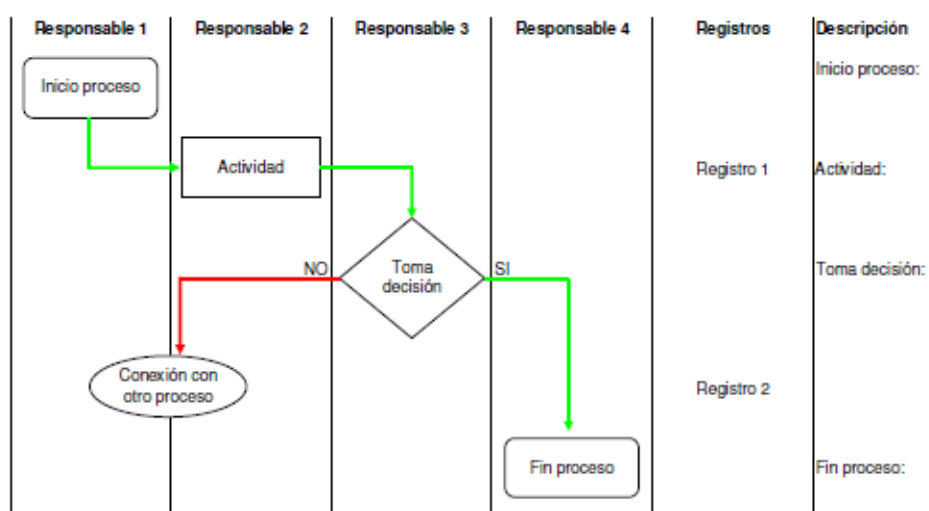 Responsable 1 Responsable 2 Responsable 3 Responsable 4 Registros Descripción
Inicio proceso Inicio proceso:
Actividad Registro 1 Actividad:
NO Toma SI Toma decisión:
decisión
Conexión con
otro proceso Registro 2
Fin proceso Fin proceso: